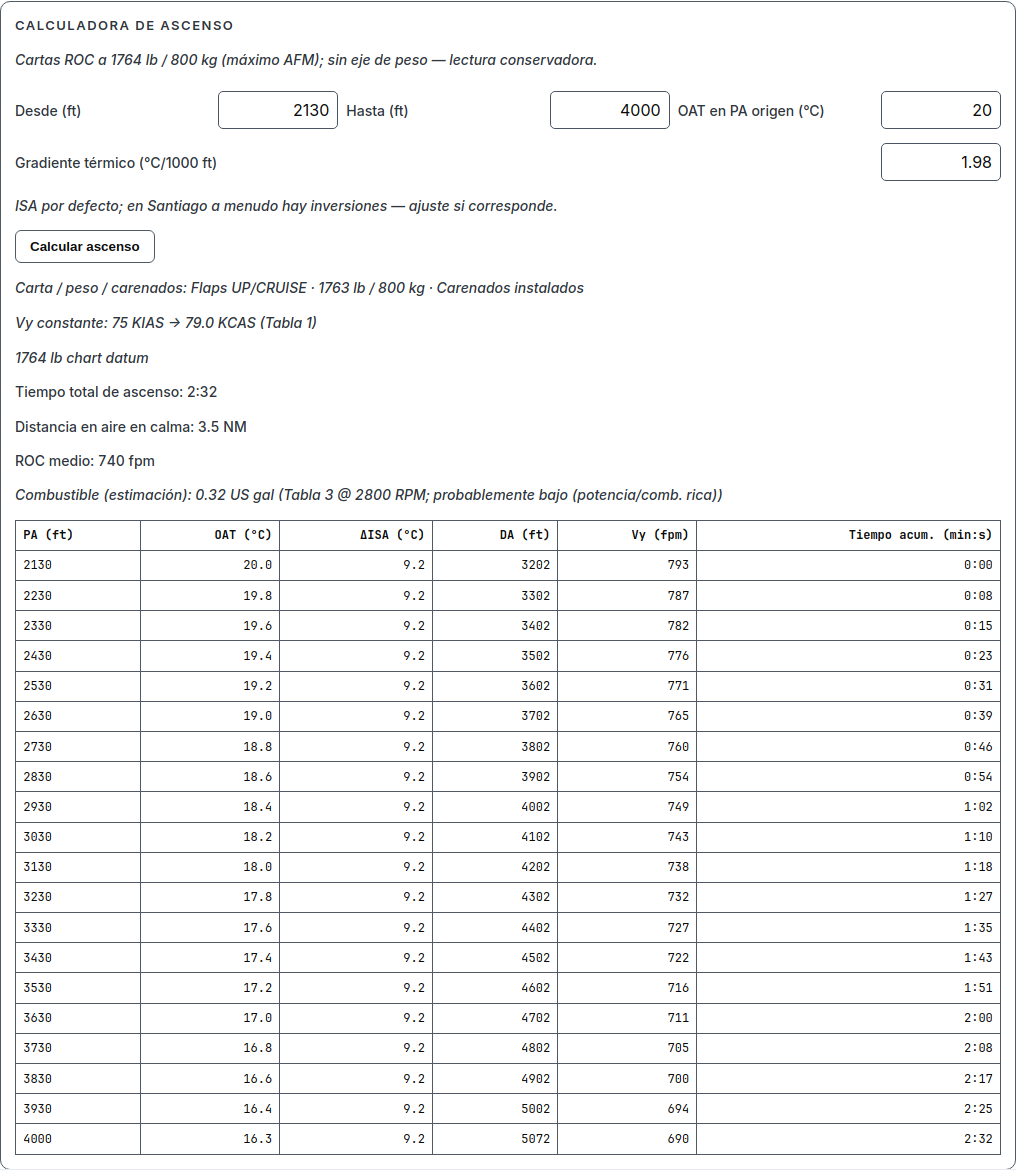 CALCULADORA DE ASCENSO
Cartas ROC a 1764 lb / 800 kg (máximo AFM); sin eje de peso — lectura conservadora.
Desde (ft) 2130 Hasta (ft) 4000 OAT en PA origen (°C) 20
Gradiente térmico (°C/1000 ft) 1.98
ISA por defecto; en Santiago a menudo hay inversiones — ajuste si corresponde.
Calcular ascenso
Carta / peso / carenados: Flaps UP/CRUISE · 1763 lb / 800 kg · Carenados instalados
Vy constante: 75 KIAS → 79.0 KCAS (Tabla 1)
1764 lb chart datum
Tiempo total de ascenso: 2:32
Distancia en aire en calma: 3.5 NM
ROC medio: 740 fpm
Combustible (estimación): 0.32 US gal (Tabla 3 @ 2800 RPM; probablemente bajo (potencia/comb. rica))
PA (ft) OAT (°C) ΔISA (°C) DA (ft) Vy (fpm) Tiempo acum. (min:s)
2130 20.0 9.2 3202 793 0:00
2230 19.8 9.2 3302 787 0:08
2330 19.6 9.2 3402 782 0:15
2430 19.4 9.2 3502 776 0:23
2530 19.2 9.2 3602 771 0:31
2630 19.0 9.2 3702 765 0:39
2730 18.8 9.2 3802 760 0:46
2830 18.6 9.2 3902 754 0:54
2930 18.4 9.2 4002 749 1:02
3030 18.2 9.2 4102 743 1:10
3130 18.0 9.2 4202 738 1:18
3230 17.8 9.2 4302 732 1:27
3330 17.6 9.2 4402 727 1:35
3430 17.4 9.2 4502 722 1:43
3530 17.2 9.2 4602 716 1:51
3630 17.0 9.2 4702 711 2:00
3730 16.8 9.2 4802 705 2:08
3830 16.6 9.2 4902 700 2:17
3930 16.4 9.2 5002 694 2:25
4000 16.3 9.2 5072 690 2:32